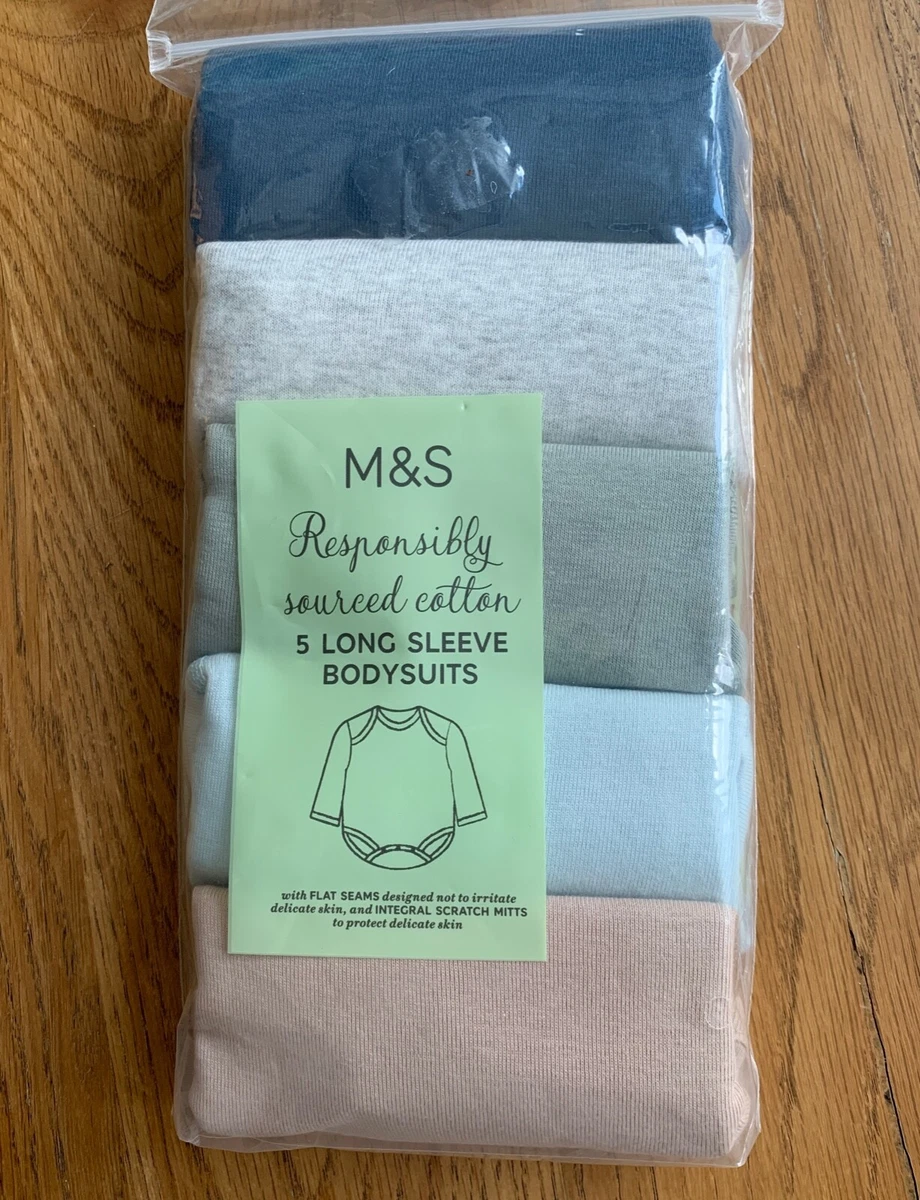 M&S
Responsibly
sourced cotton
5 LONG SLEEVE
BODYSUITS
with FLAT SEAMS designed not to irritate
delicate skin, and INTEGRAL SCRATCH MITTS
to protect delicate skin